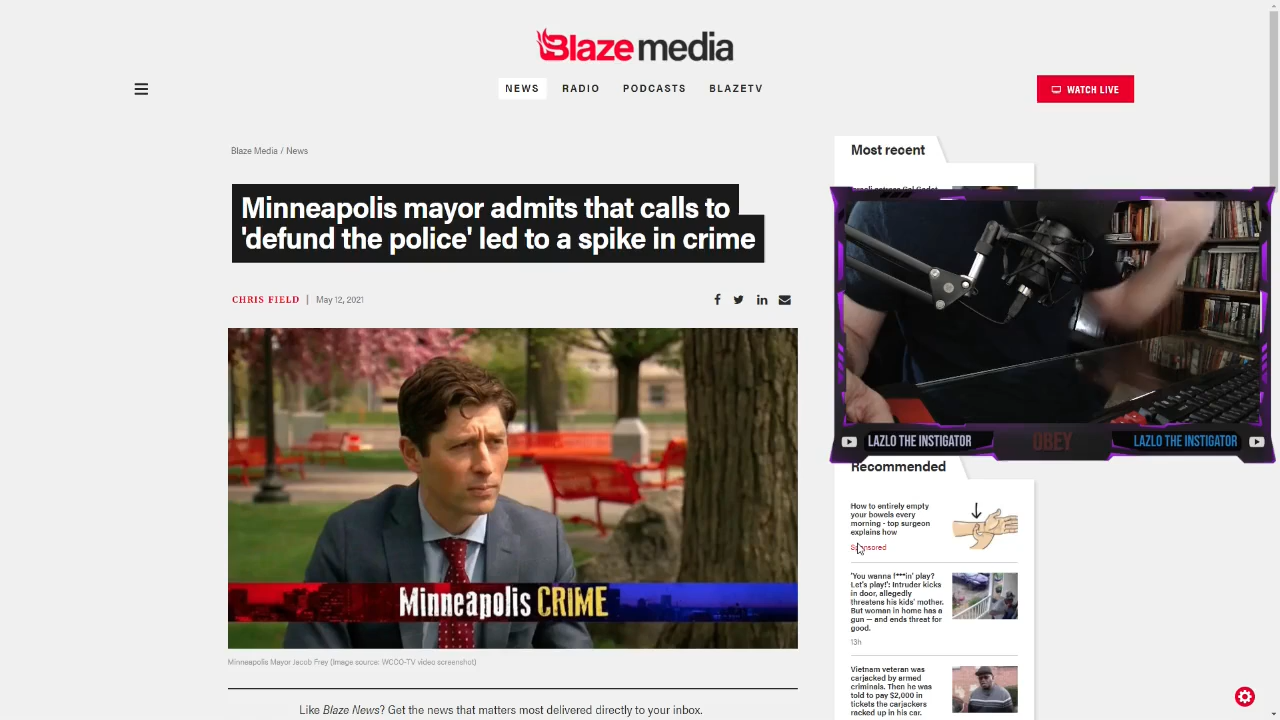 Blaze media
NEWS
RADIO
PODCASTS
BLAZETV
WATCH LIVE
Blaze Media / News
Most recent
Minneapolis mayor admits that calls to
'defund the police' led to a spike in crime
CHRIS FIELD | May 12, 2021
LAZLO THE INSTIGATOR
OBEY
LAZLO THE INSTIGATOR
Recommended
How to entirely empty
your bowels every
morning - top surgeon
explains how
Sponsored
'You wanna f***in' play?
Let's play!': Intruder kicks
in door, allegedly
threatens his kids' mother.
But woman in home has a
gun — and ends threat for
good.
13h
Vietnam veteran was
carjacked by armed
criminals. Then he was
told to pay $2,000 in
tickets the carjackers
racked up in his car.
Minneapolis CRIME
Minneapolis Mayor Jacob Frey (Image source: WCCO-TV video screenshot)
Like Blaze News? Get the news that matters most delivered directly to your inbox.